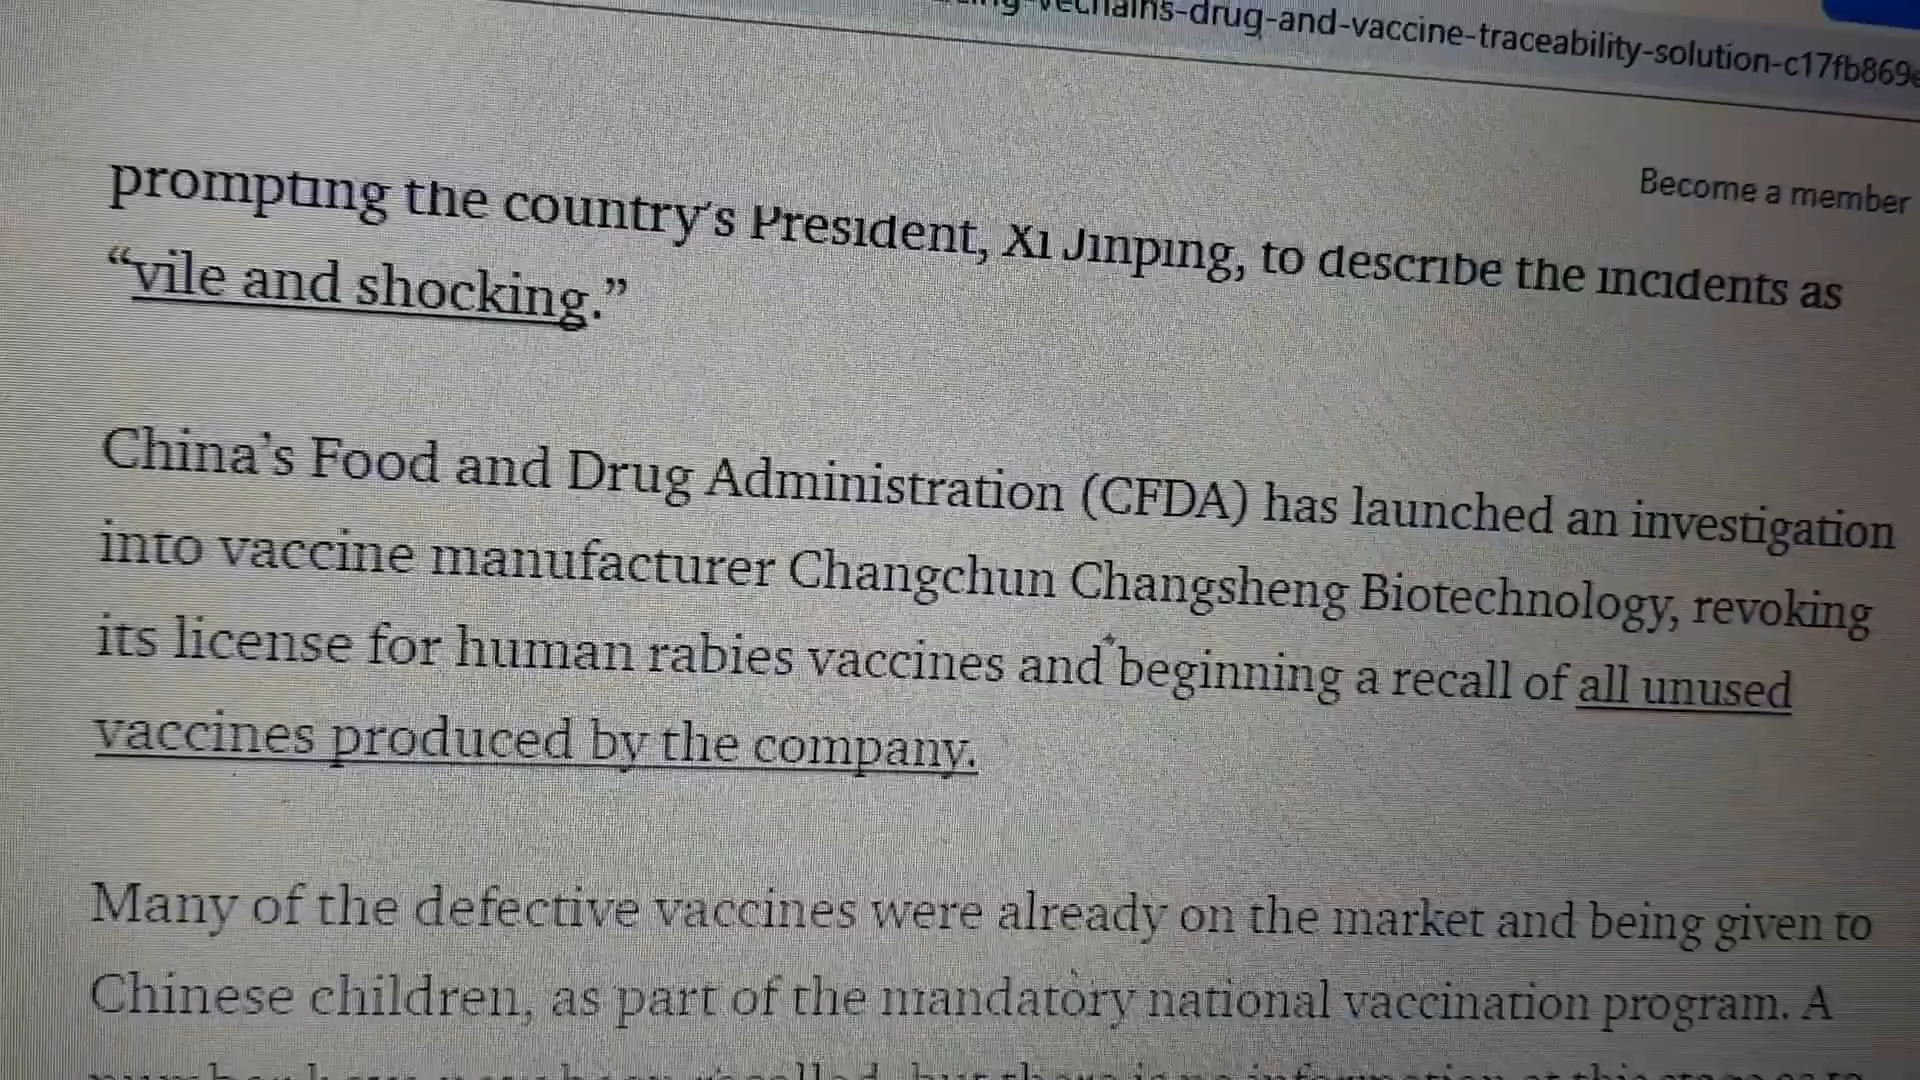 vechains-drug-and-vaccine-traceability-solution-c17fb869
Become a member
prompting the country's President, Xi Jinping, to describe the incidents as
“vile and shocking.”
China's Food and Drug Administration (CFDA) has launched an investigation
into vaccine manufacturer Changchun Changsheng Biotechnology, revoking
its license for human rabies vaccines and beginning a recall of all unused
vaccines produced by the company.
Many of the defective vaccines were already on the market and being given to
Chinese children, as part of the mandatory national vaccination program. A